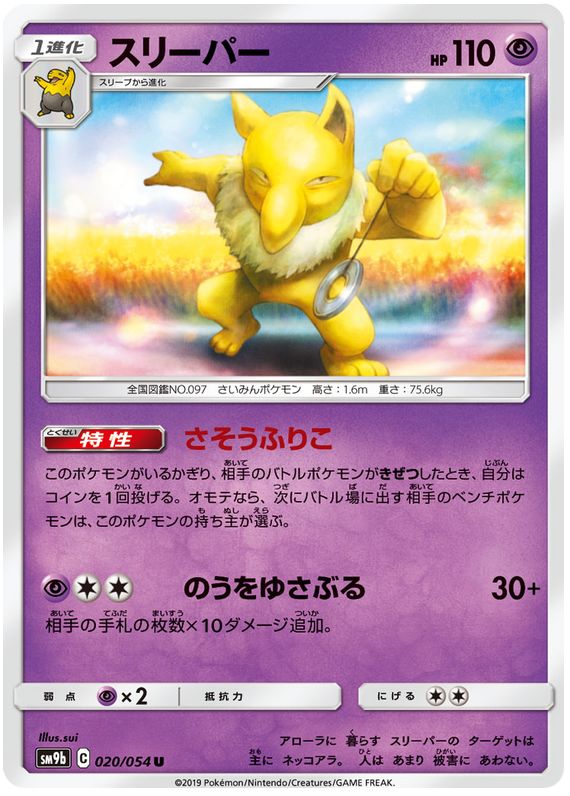 1進化 スリーパー HP 110
スリープから進化
全国図鑑NO.097 さいみんポケモン 高さ：1.6m 重さ：75.6kg
とくせい
特性 さそうふりこ
このポケモンがいるかぎり、相手のバトルポケモンがきぜつしたとき、自分は
コインを1回投げる。オモテなら、次にバトル場に出す相手のベンチポケ
モンは、このポケモンの持ち主が選ぶ。
のうをゆさぶる 30+
相手の手札の枚数×10ダメージ追加。
弱点 ×2 抵抗力 にげる
Illus.sui
sm9b C 020/054 U
アローラに 暮らす スリーパーの ターゲットは
主に ネッコアラ。 人は あまり 被害に あわない。
©2019 Pokémon/Nintendo/Creatures/GAME FREAK.